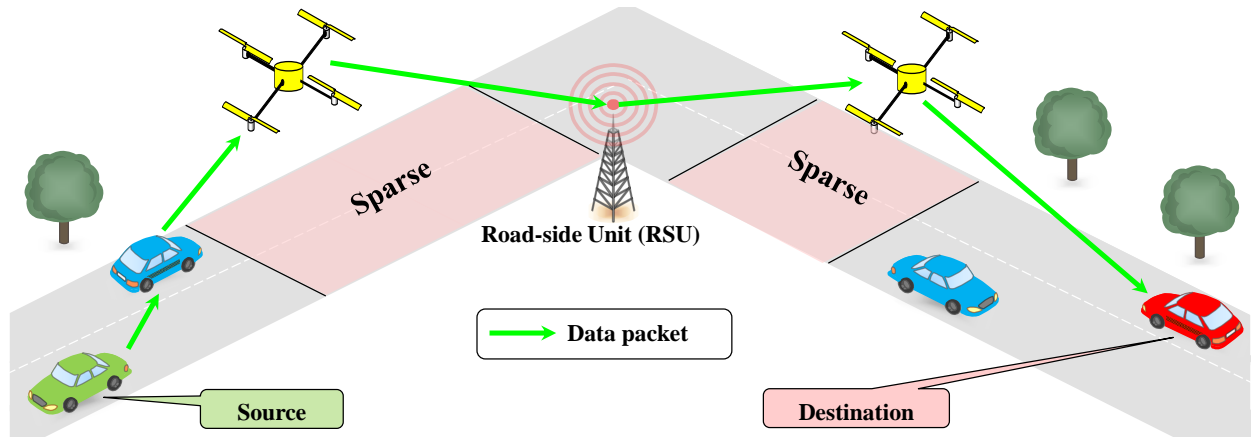 Sparse
Sparse
Road-side Unit (RSU)
Data packet
Source
Destination